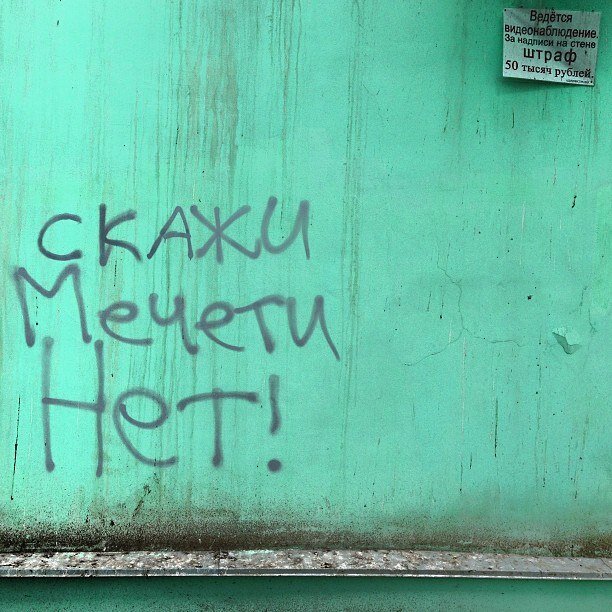 Ведётся
видеонаблюдение.
За надписи на стене
штраф
50 тысяч рублей.
скажи
Мечети
Нет!